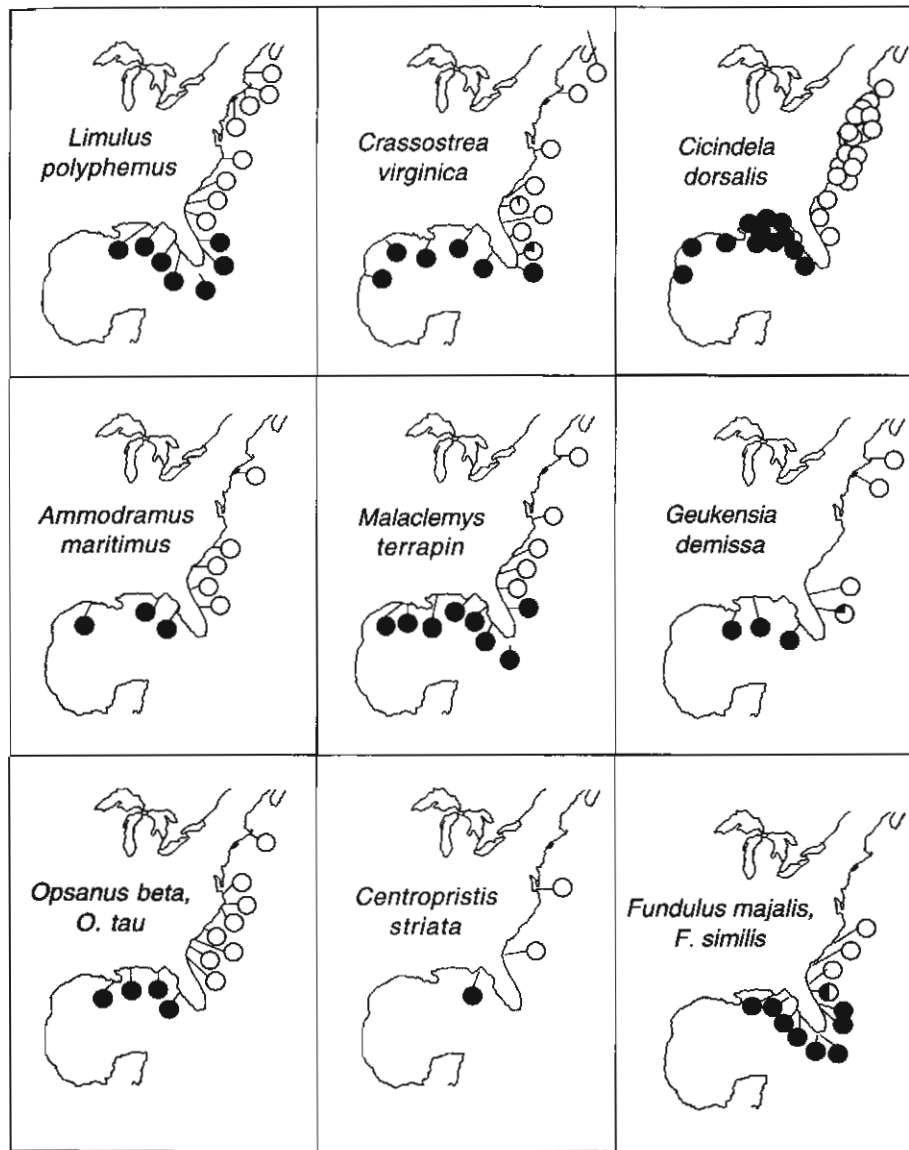 Limulus
polyphemus
Crassostrea
virginica
Cicindela
dorsalis
Ammodramus
maritimus
Malaclemys
terrapin
Geukensia
demissa
Opsanus beta,
O. tau
Centropristis
striata
Fundulus majalis,
F. similis